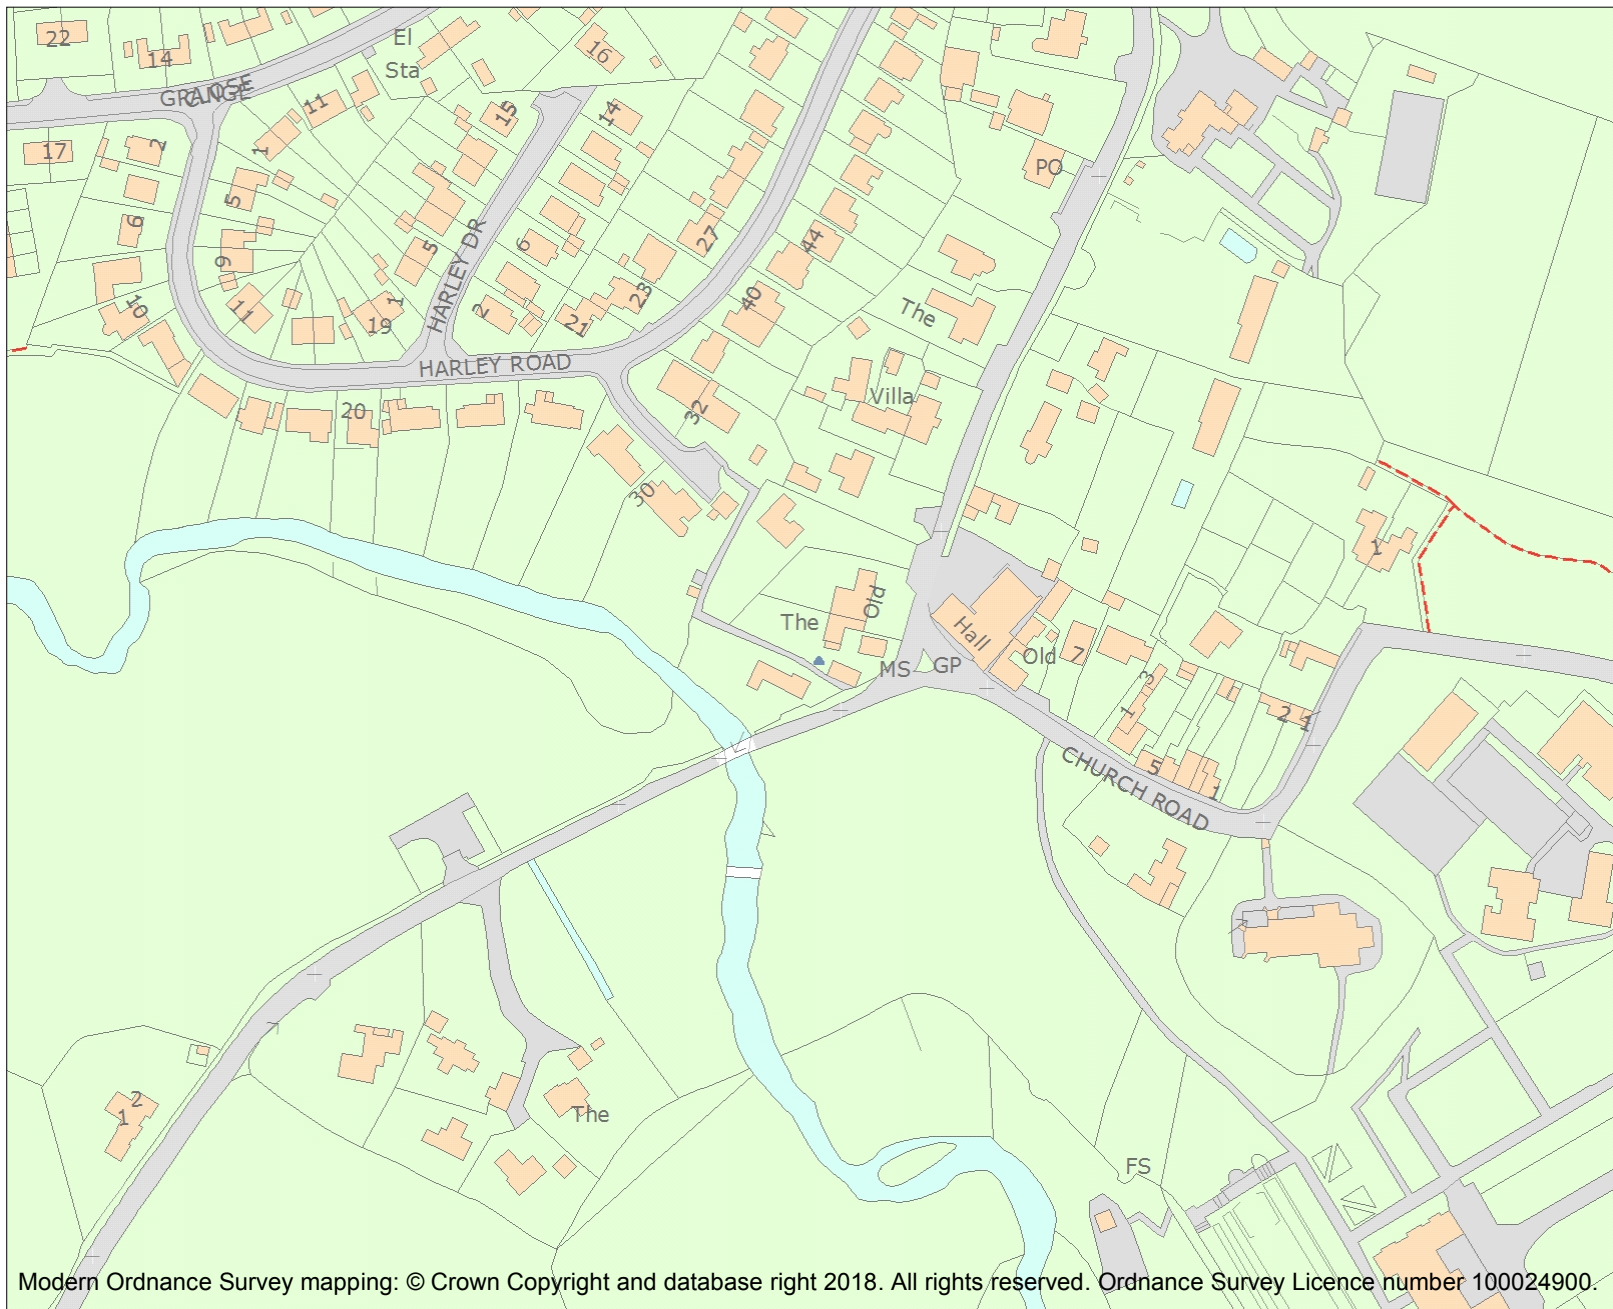 22
14
El
Sta
16
GRANGE
CLOSE
11
15
14
17
2
1
PO
5
6
5
6
27
44
9
HARLEY DR
10
11
1
19
2
21
23
40
The
HARLEY ROAD
20
32
Villa
30
1
The
Old
Hall
Old
7
MS
GP
3
1
2
1
5
1
CHURCH ROAD
2
1
The
FS
Modern Ordnance Survey mapping: © Crown Copyright and database right 2018. All rights reserved. Ordnance Survey Licence number 100024900.